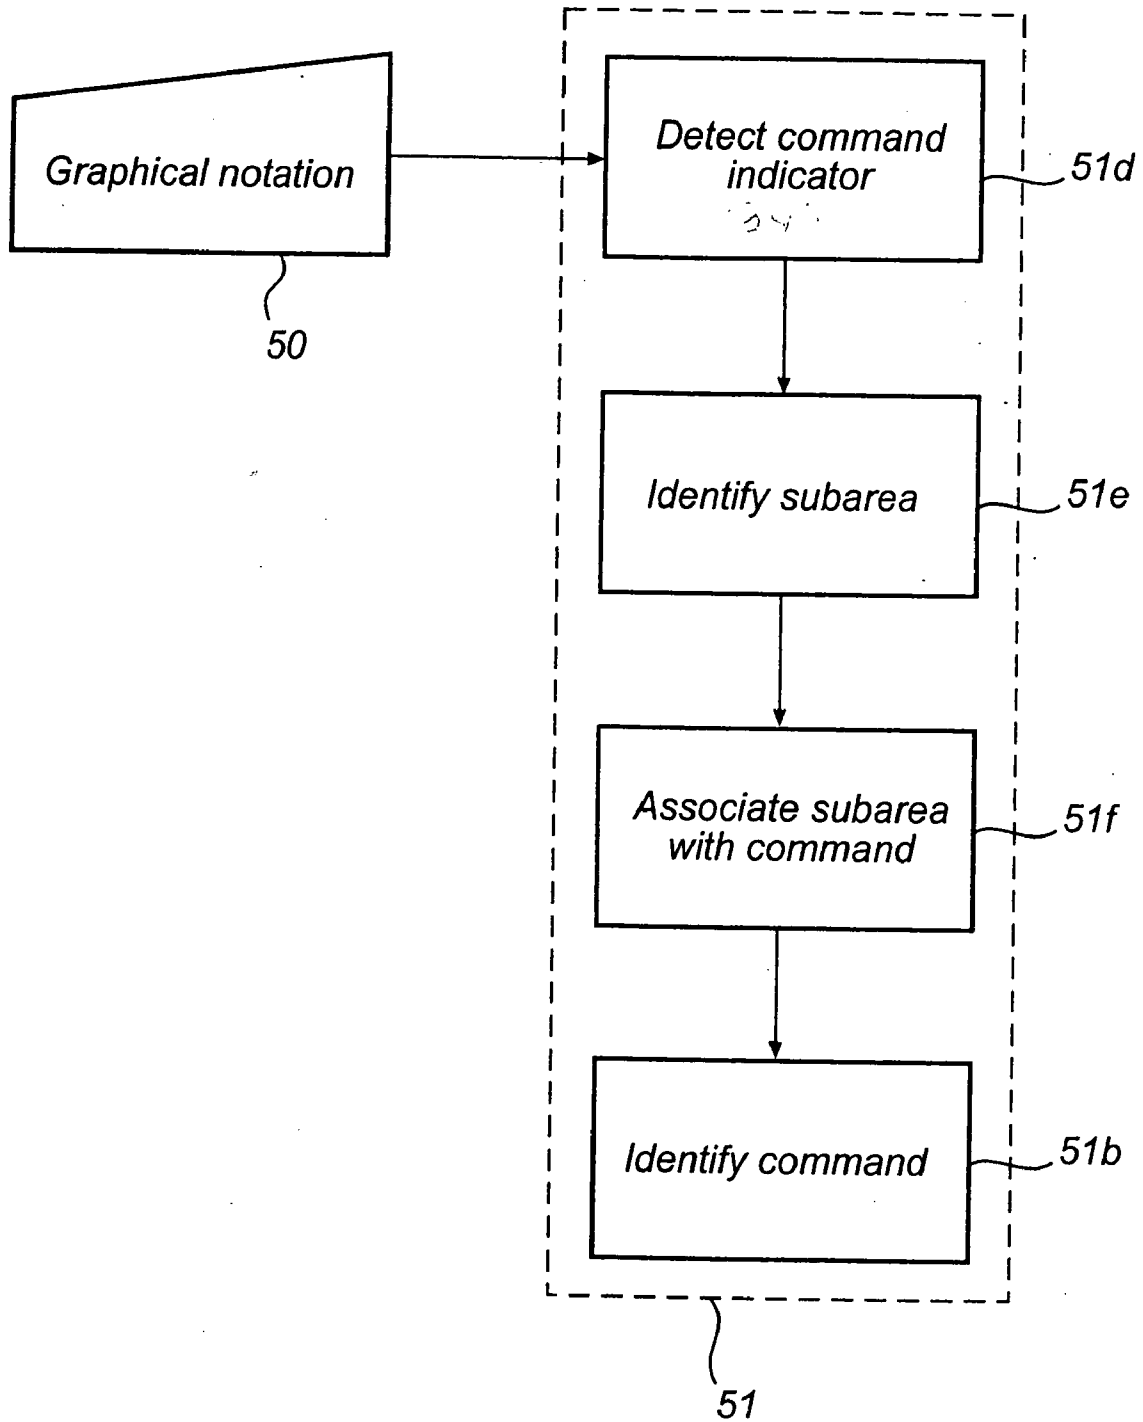 Graphical notation
50
Detect command
indicator
51d
Identify subarea
51e
Associate subarea
with command
51f
Identify command
51b
51